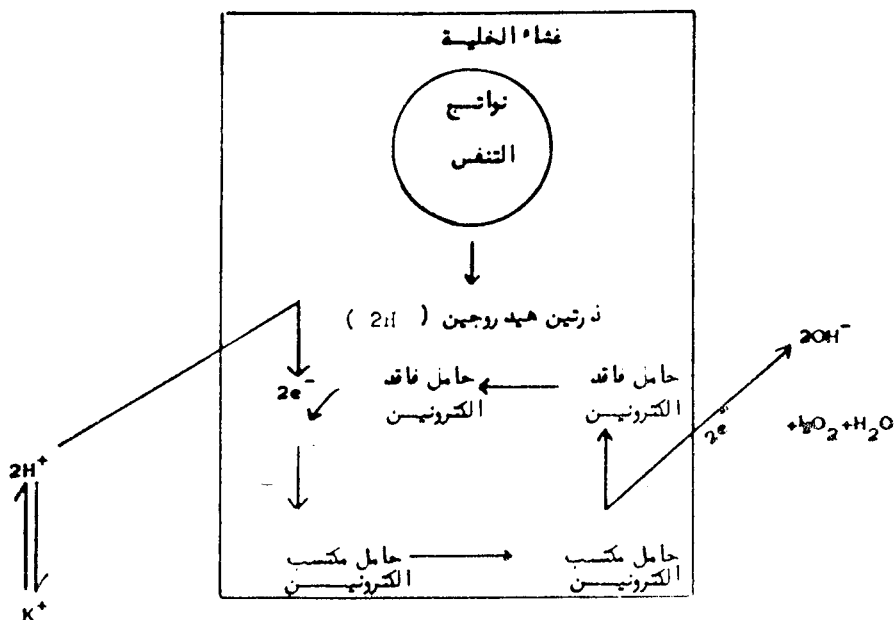 غشاء الخلية
نواتج
التنفس
ذرتين هيدروجين ( 2H )
2OH⁻
حامل فاقد
الكترونين
حامل فاقد
الكترونين
2e⁻
2e⁻
+½O₂+H₂O
2H⁺
حامل مكتسب
الكترونين
حامل مكتسب
الكترونين
K⁺